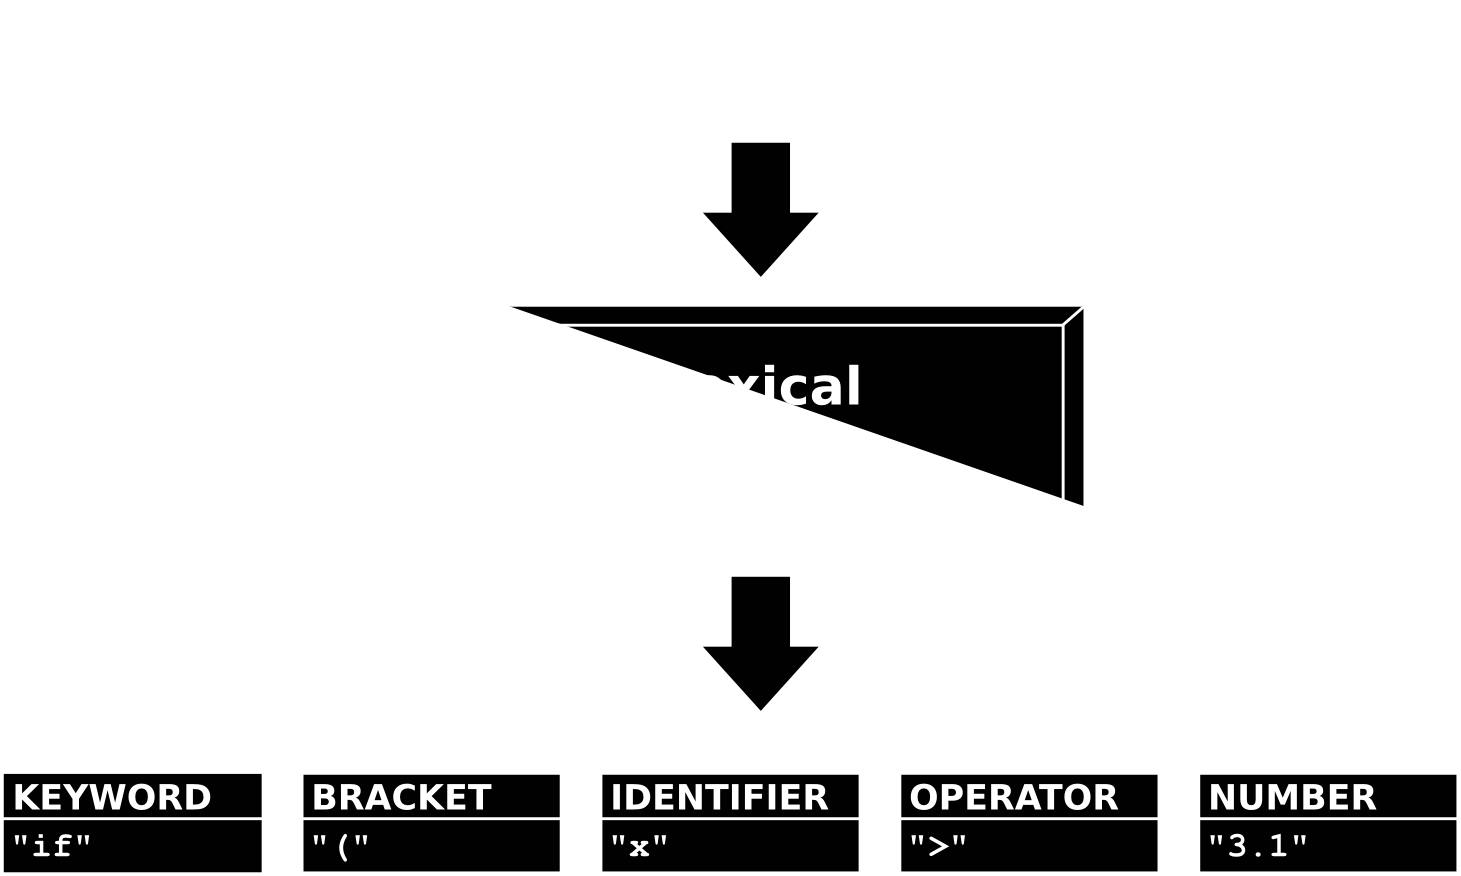 KEYWORD BRACKET IDENTIFIER OPERATOR NUMBER
"if" "(" "x" ">" "3.1"